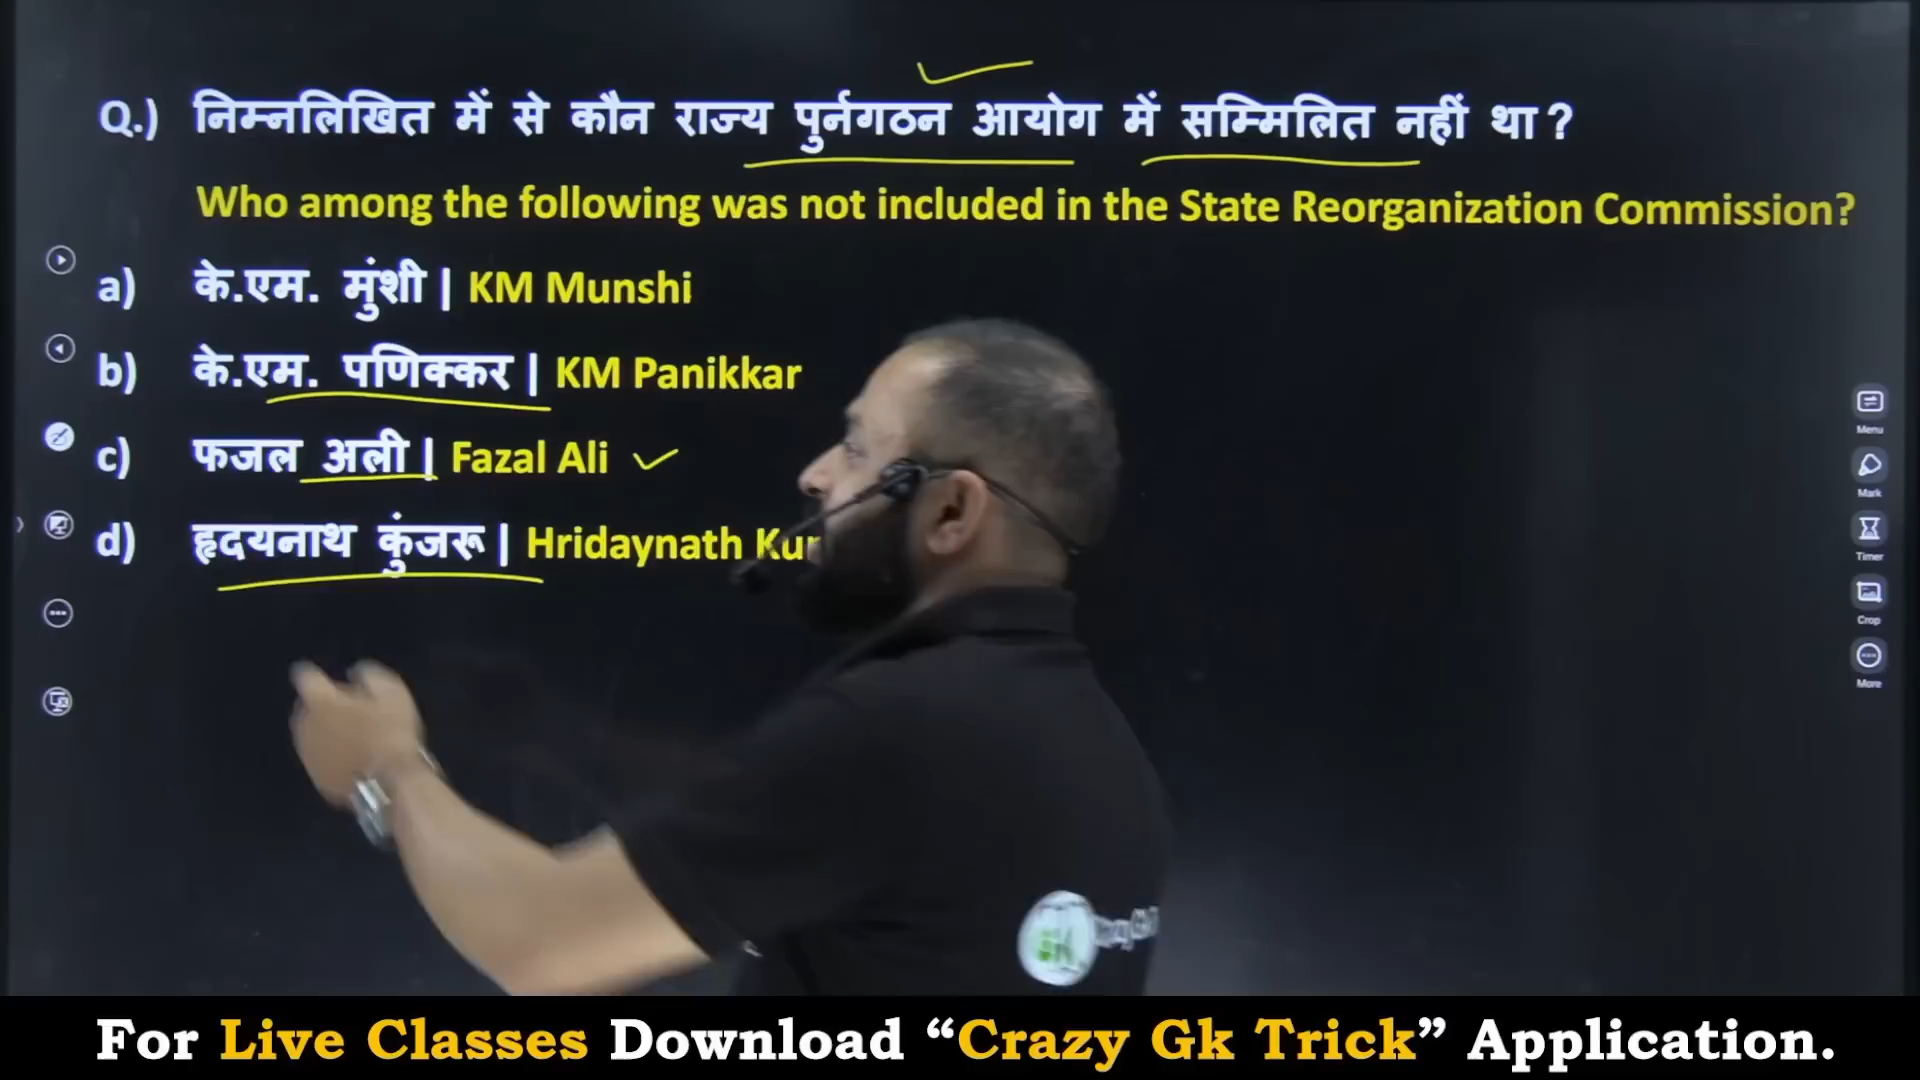 Q.) निम्नलिखित में से कौन राज्य पुर्नगठन आयोग में सम्मिलित नहीं था ?
Who among the following was not included in the State Reorganization Commission?
a) के.एम. मुंशी | KM Munshi
b) के.एम. पणिक्कर | KM Panikkar
c) फजल अली | Fazal Ali
d) हृदयनाथ कुंजरू | Hridaynath
Menu
Mark
Timer
Crop
More
For Live Classes Download “Crazy Gk Trick” Application.